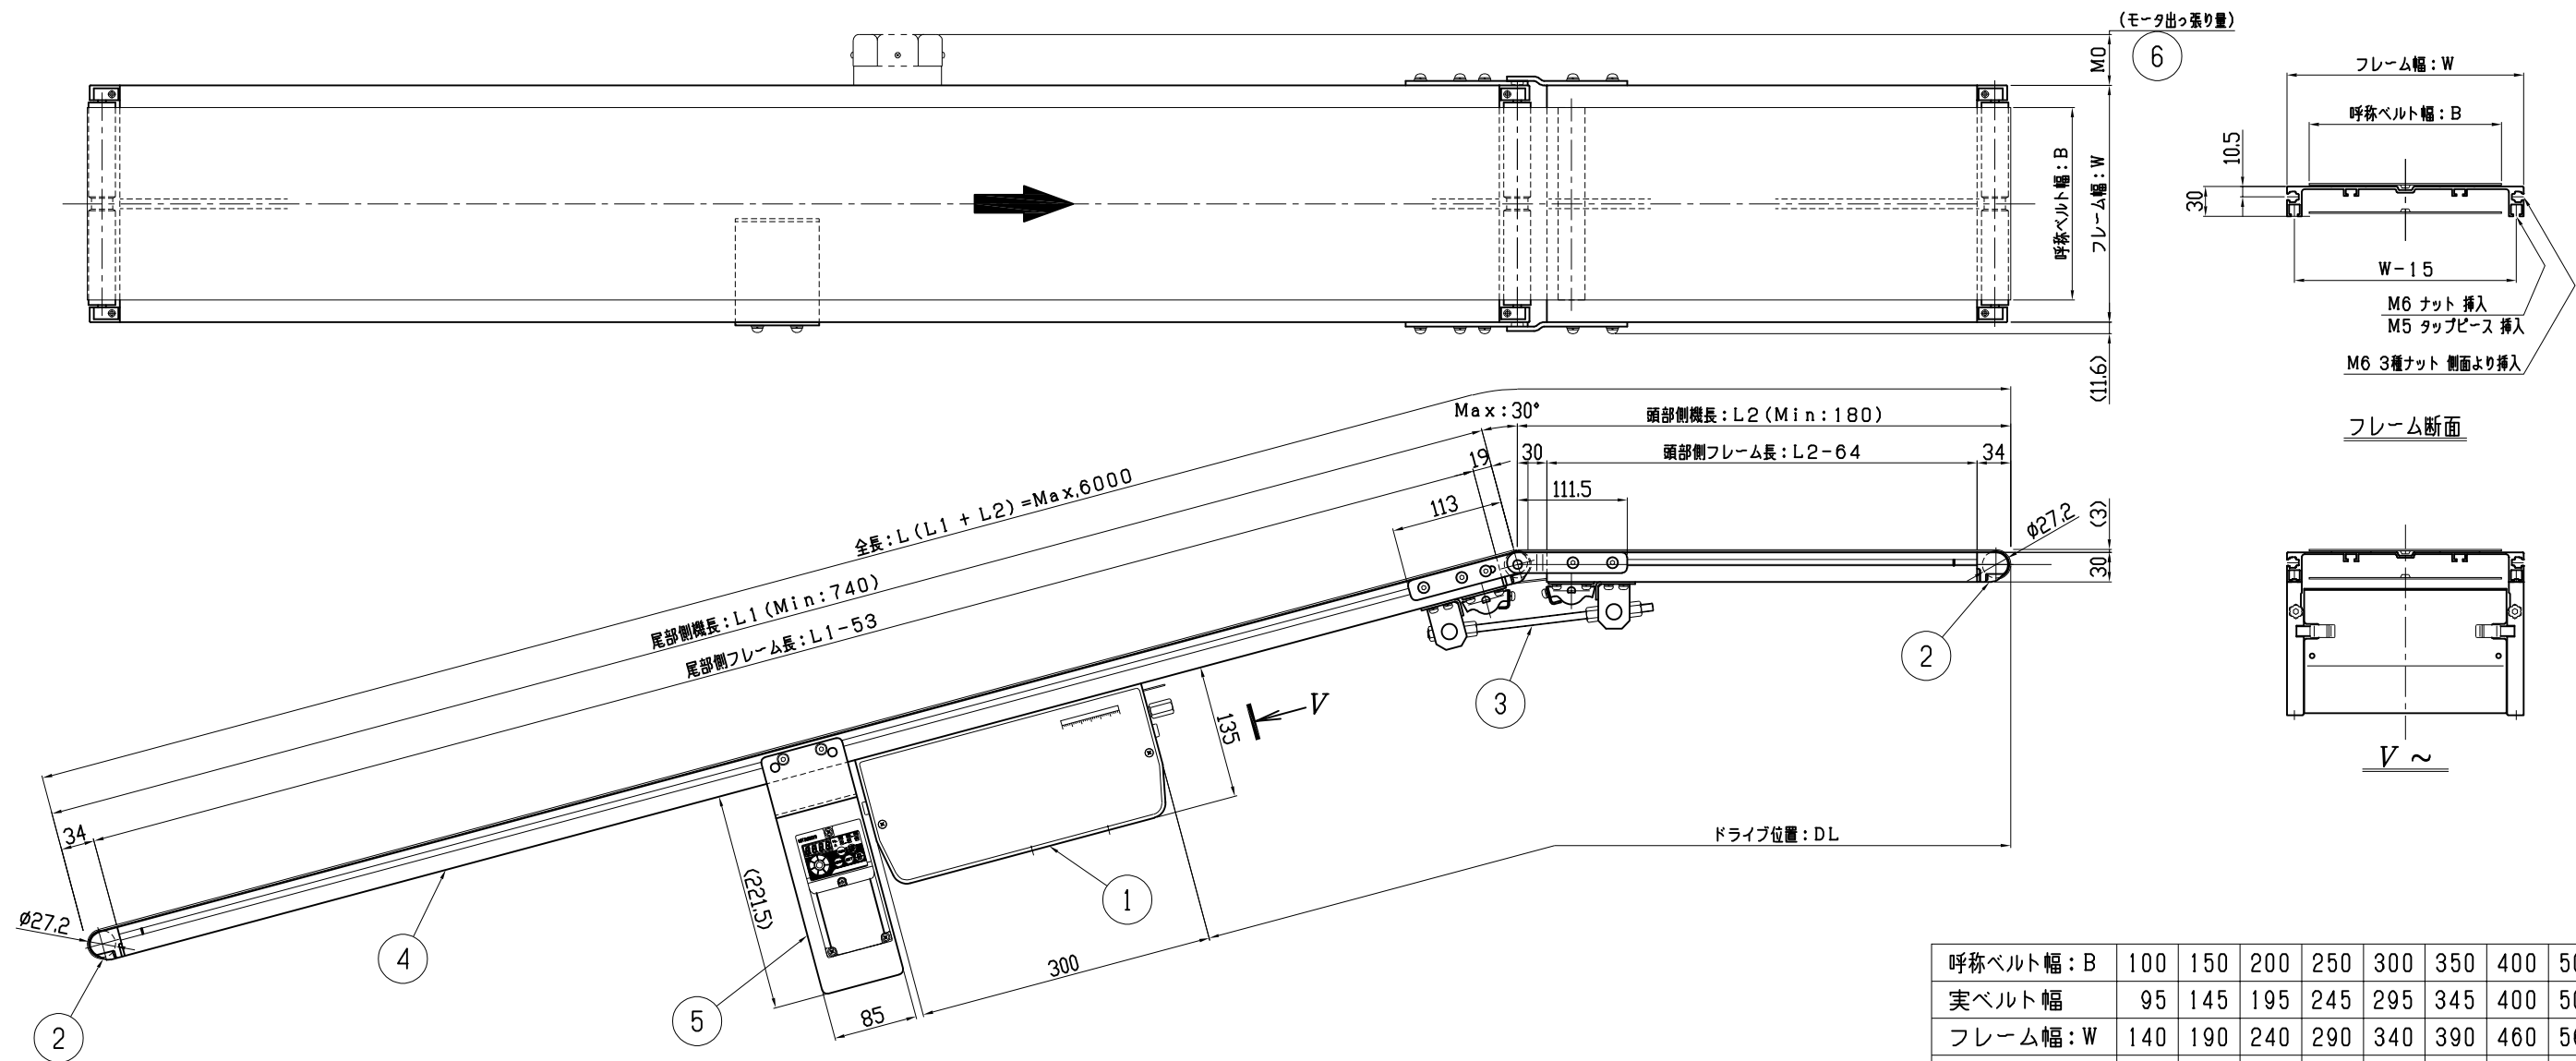 (モータ出っ張り量)
6
M0
フレーム幅:W
呼称ベルト幅:B
フレーム幅:W
呼称ベルト幅:B
10.5
30
W-15
M6 ナット 挿入
M5 タップピース 挿入
M6 3種ナット 側面より挿入
(11.6)
フレーム断面
Max:30°
頭部側機長:L2(Min:180)
30
頭部側フレーム長:L2-64
34
19
111.5
113
全長:L(L1 + L2)=Max,6000
尾部側機長:L1(Min:740)
尾部側フレーム長:L1-53
(3)
30
ø27,2
2
3
V
135
34
ドライブ位置:DL
V ~
(221,5)
1
ø27,2
4
300
5
85
2
呼称ベルト幅:B 100 150 200 250 300 350 400
実ベルト幅 95 145 195 245 295 345 400
フレーム幅:W 140 190 240 290 340 390 460